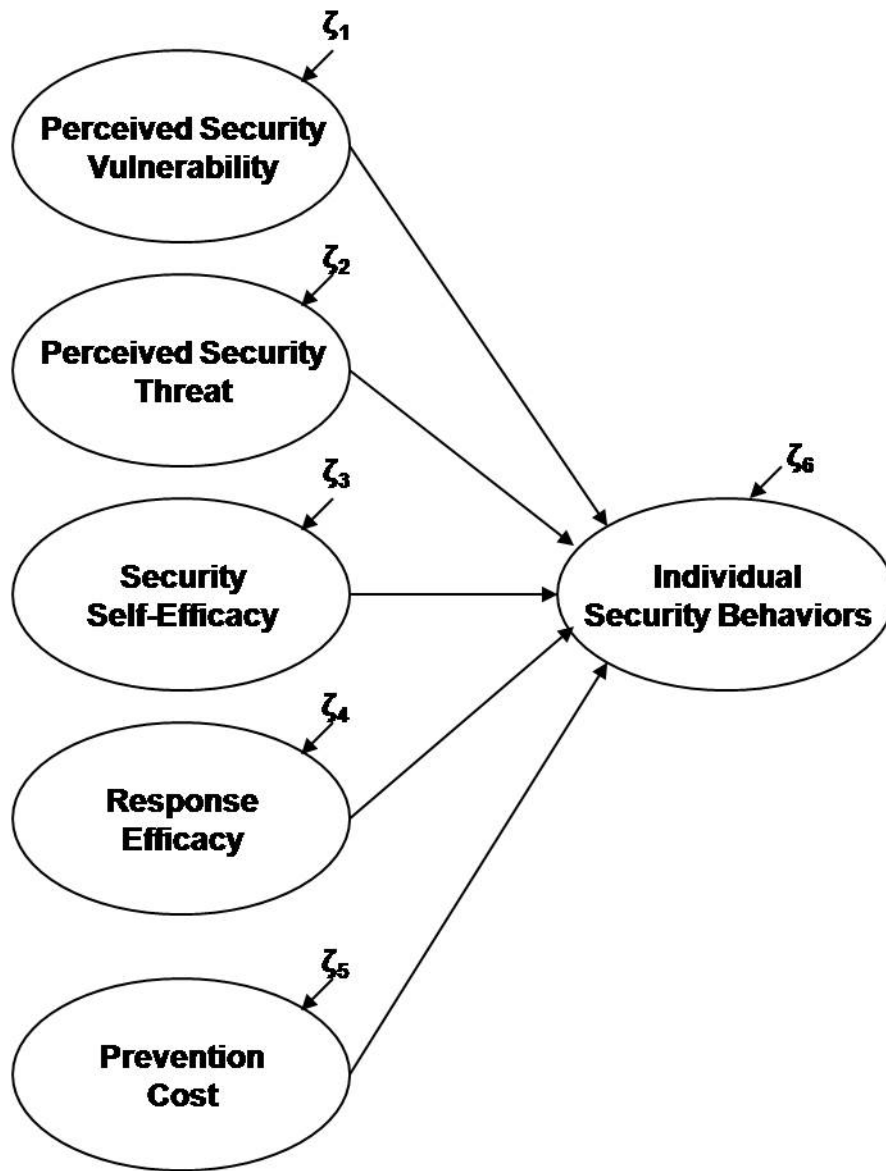 ζ1
Perceived Security
Vulnerability
ζ2
Perceived Security
Threat
ζ3
Security
Self-Efficacy
ζ6
Individual
Security Behaviors
ζ4
Response
Efficacy
ζ5
Prevention
Cost